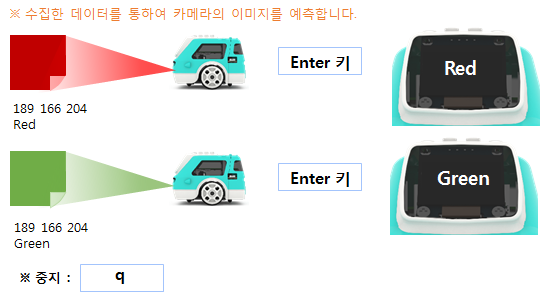 ※ 수집한 데이터를 통하여 카메라의 이미지를 예측합니다.
Enter 키
Red
189 166 204
Red
Enter 키
Green
189 166 204
Green
※ 중지 : q